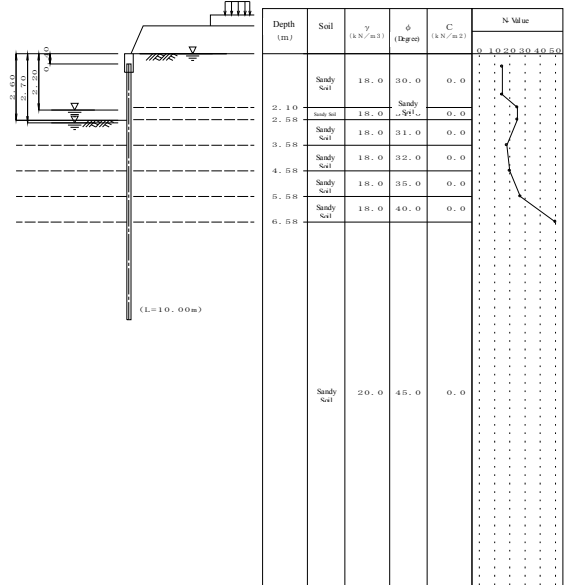 Depth
(m)
Soil
γ
(kN/m3)
φ
(Degree)
C
(kN/m2)
N-Value
0 10 20 30 40 50
2.60
2.70
2.20
0.40
Sandy Soil 18.0 30.0 0.0
2.10
Sandy Soil 18.0 0.0
Sandy
2.58
Sandy Soil 18.0 31.0 0.0
3.58
Sandy Soil 18.0 32.0 0.0
4.58
Sandy Soil 18.0 35.0 0.0
5.58
Sandy Soil 18.0 40.0 0.0
6.58
(L=10.00m)
Sandy Soil 20.0 45.0 0.0